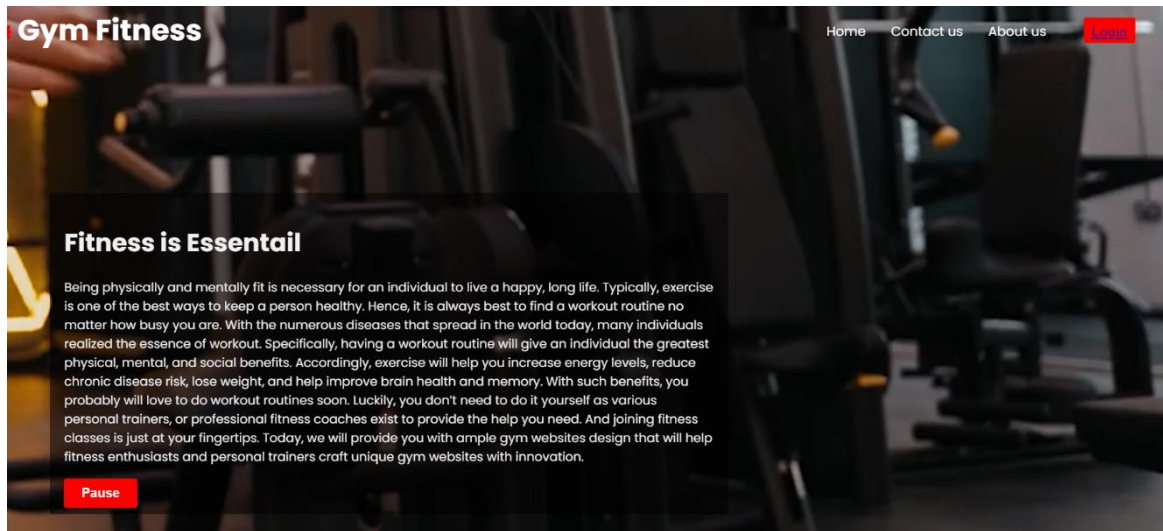 Gym Fitness
Home Contact us About us Login
Fitness is Essentail
Being physically and mentally fit is necessary for an individual to live a happy, long life. Typically, exercise
is one of the best ways to keep a person healthy. Hence, it is always best to find a workout routine no
matter how busy you are. With the numerous diseases that spread in the world today, many individuals
realized the essence of workout. Specifically, having a workout routine will give an individual the greatest
physical, mental, and social benefits. Accordingly, exercise will help you increase energy levels, reduce
chronic disease risk, lose weight, and help improve brain health and memory. With such benefits, you
probably will love to do workout routines soon. Luckily, you don't need to do it yourself as various
personal trainers, or professional fitness coaches exist to provide the help you need. And joining fitness
classes is just at your fingertips. Today, we will provide you with ample gym websites design that will help
fitness enthusiasts and personal trainers craft unique gym websites with innovation.
Pause